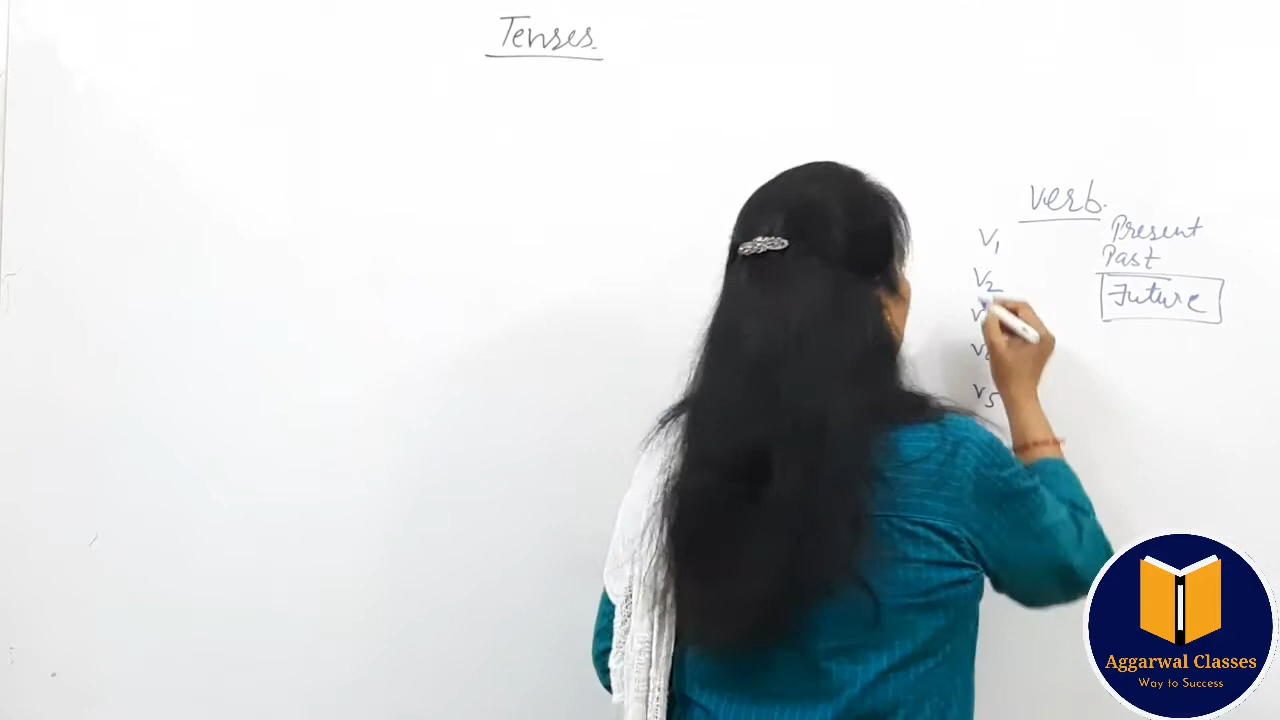 Tenses.
verb.
V1
Present
Past
V2
Future
V5
Aggarwal Classes
Way to Success